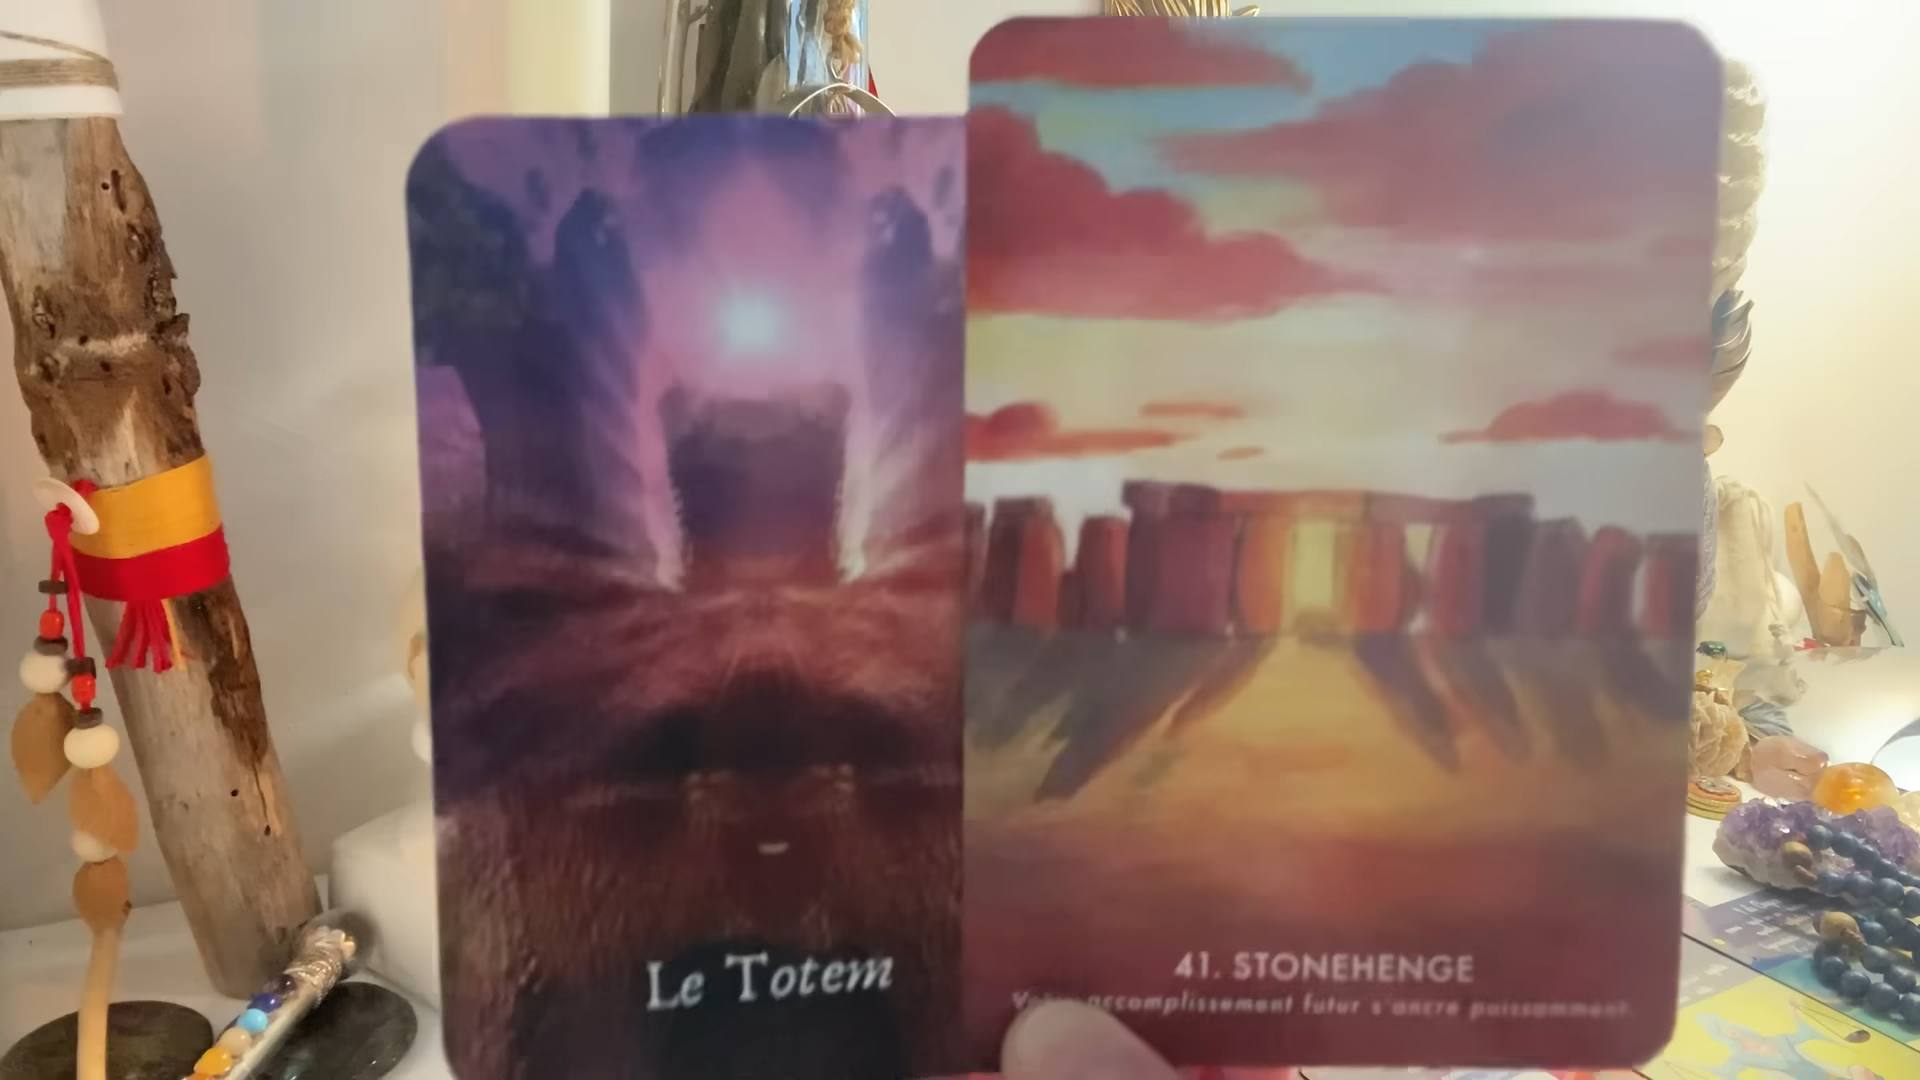 Le Totem
41. STONEHENGE
accomplissement futur s'ancre puissamment.